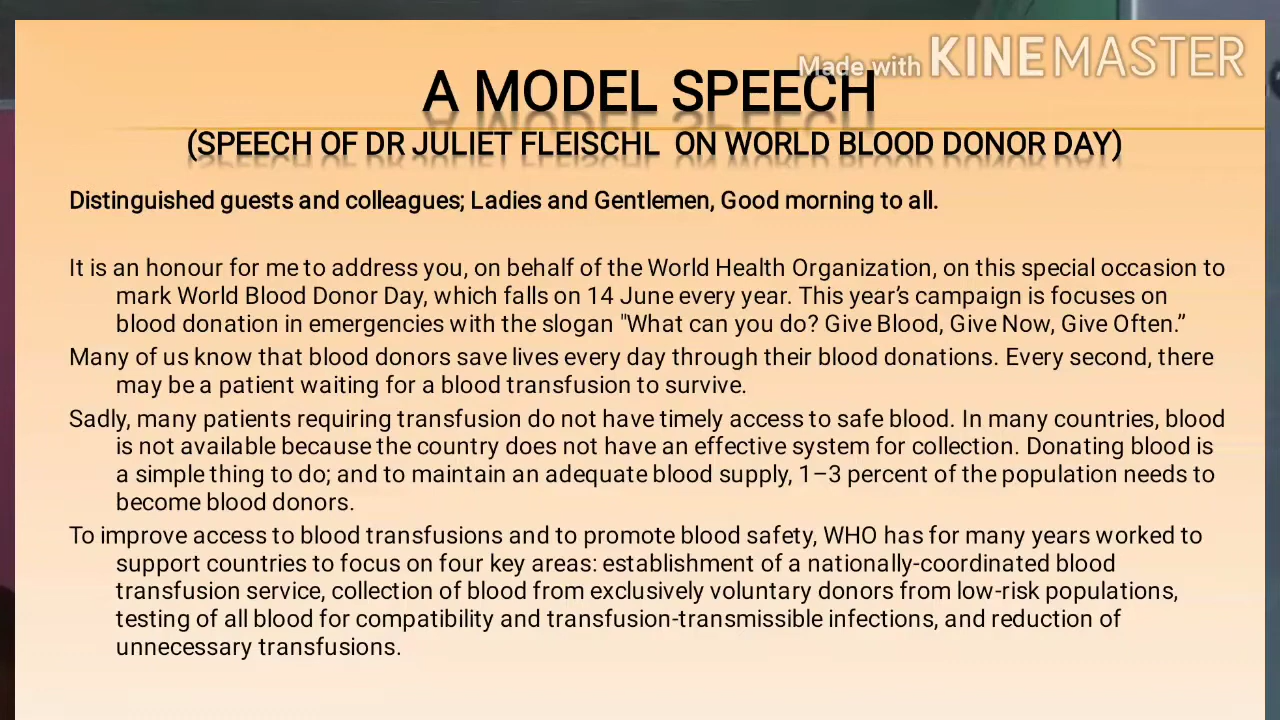 Made with KINEMASTER
A MODEL SPEECH
(SPEECH OF DR JULIET FLEISCHL ON WORLD BLOOD DONOR DAY)
Distinguished guests and colleagues; Ladies and Gentlemen, Good morning to all.
It is an honour for me to address you, on behalf of the World Health Organization, on this special occasion to
mark World Blood Donor Day, which falls on 14 June every year. This year’s campaign is focuses on
blood donation in emergencies with the slogan "What can you do? Give Blood, Give Now, Give Often.”
Many of us know that blood donors save lives every day through their blood donations. Every second, there
may be a patient waiting for a blood transfusion to survive.
Sadly, many patients requiring transfusion do not have timely access to safe blood. In many countries, blood
is not available because the country does not have an effective system for collection. Donating blood is
a simple thing to do; and to maintain an adequate blood supply, 1–3 percent of the population needs to
become blood donors.
To improve access to blood transfusions and to promote blood safety, WHO has for many years worked to
support countries to focus on four key areas: establishment of a nationally-coordinated blood
transfusion service, collection of blood from exclusively voluntary donors from low-risk populations,
testing of all blood for compatibility and transfusion-transmissible infections, and reduction of
unnecessary transfusions.